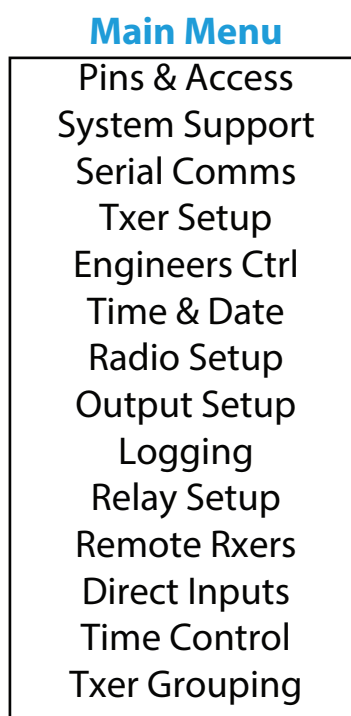 Main Menu
Pins & Access
System Support
Serial Comms
Txer Setup
Engineers Ctrl
Time & Date
Radio Setup
Output Setup
Logging
Relay Setup
Remote Rxers
Direct Inputs
Time Control
Txer Grouping